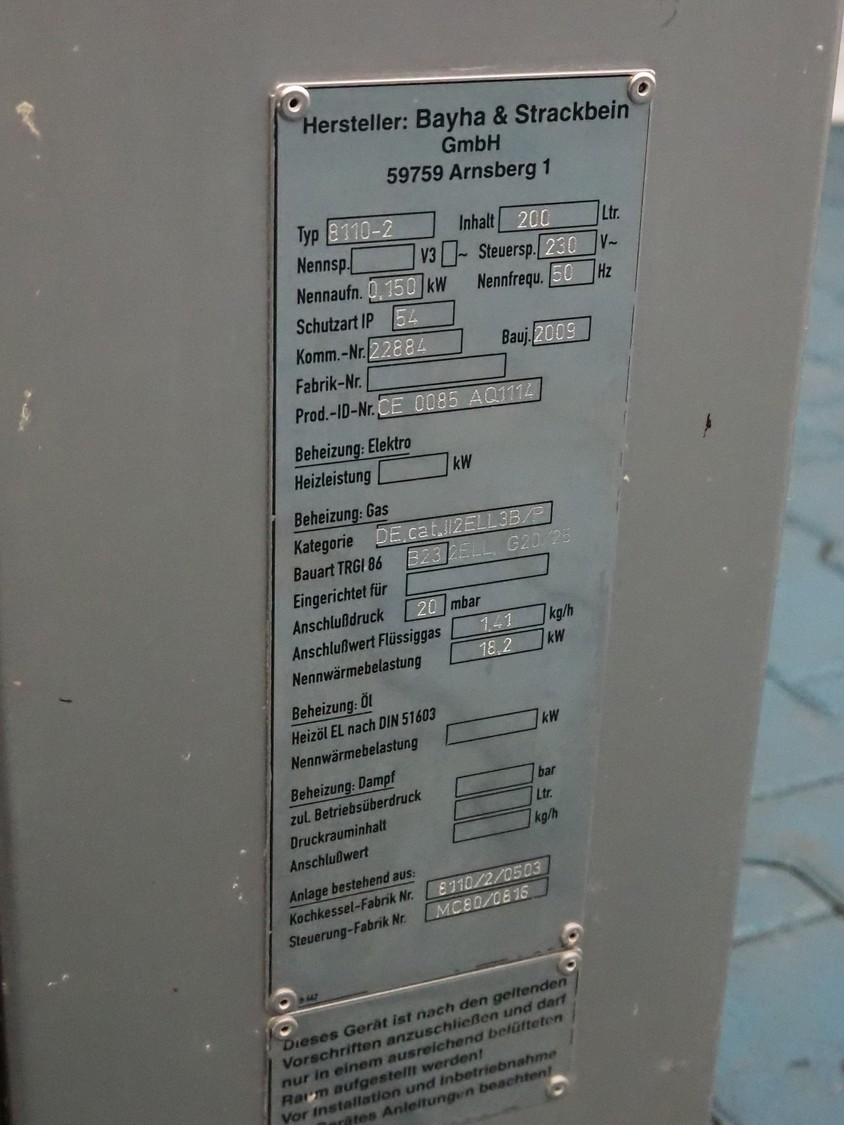 Hersteller: Bayha & Strackbein
GmbH
59759 Arnsberg 1
Typ 8110-2 Inhalt 200 Ltr.
Nennsp. V3 ~ Steuersp. 230 V~
Nennaufn. 0,150 kW Nennfrequ. 50 Hz
Schutzart IP 54
Komm.-Nr. 22884 Bauj. 2009
Fabrik-Nr.
Prod.-ID-Nr. CE 0085 AQ1114
Beheizung: Elektro
Heizleistung kW
Beheizung: Gas
Kategorie DE,cat.II2ELL3B/P
Bauart TRGI 86 B23
Eingerichtet für 2ELL, G20/25
Anschlußdruck 20 mbar
Anschlußwert Flüssiggas 1,41 kg/h
Nennwärmebelastung 18,2 kW
Beheizung: Öl
Heizöl EL nach DIN 51603
Nennwärmebelastung kW
Beheizung: Dampf
zul. Betriebsüberdruck bar
Druckrauminhalt Ltr.
Anschlußwert kg/h
Anlage bestehend aus:
Kochkessel-Fabrik Nr. 8110/2/0503
Steuerung-Fabrik Nr. MC80/0816
Dieses Gerät ist nach den geltenden
Vorschriften anzuschließen und darf
nur in einem ausreichend belüfteten
Raum aufgestellt werden!
Vor Installation und Inbetriebnahme
Anleitungen beachten!